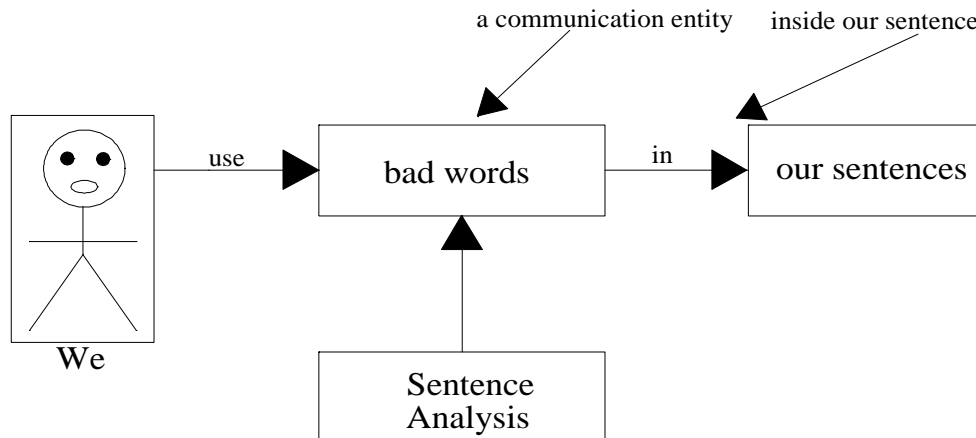 a communication entity
inside our sentence
use
bad words
in
our sentences
We
Sentence
Analysis